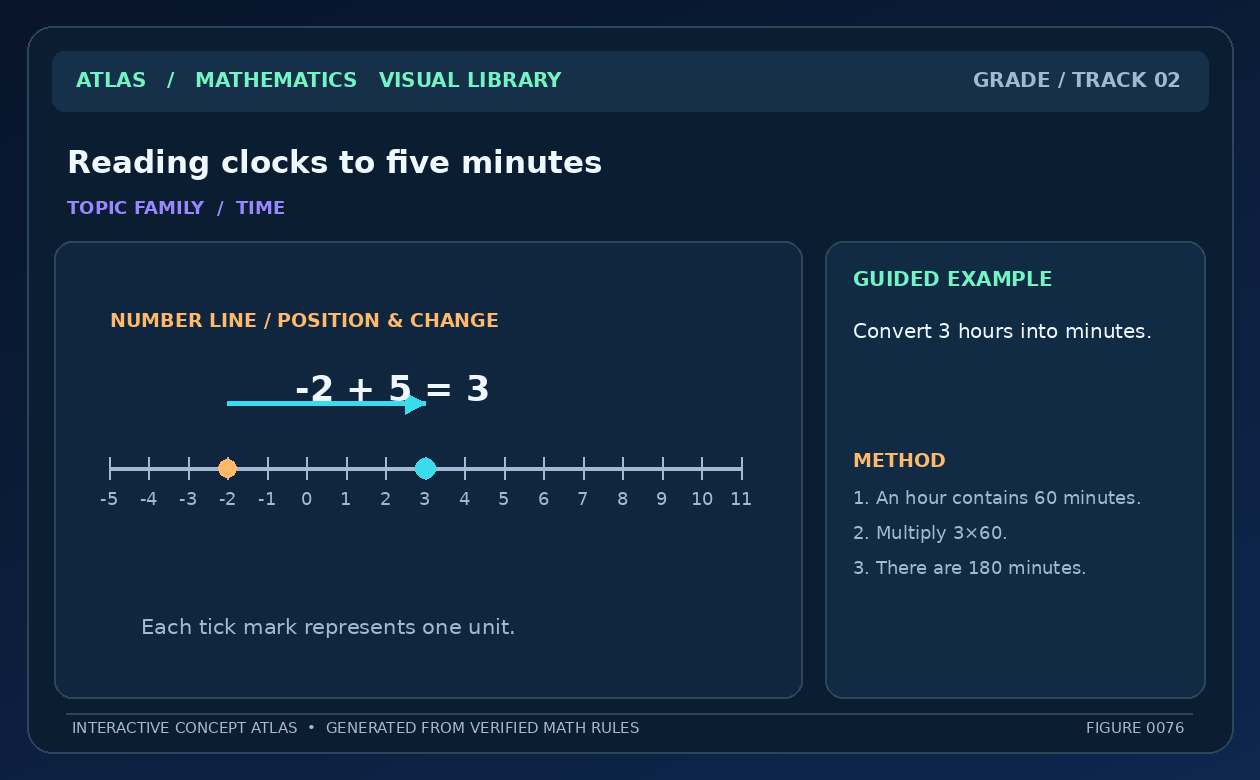 ATLAS / MATHEMATICS VISUAL LIBRARY
GRADE / TRACK 02
Reading clocks to five minutes
TOPIC FAMILY / TIME
NUMBER LINE / POSITION & CHANGE
-2 + 5 = 3
-5 -4 -3 -2 -1 0 1 2 3 4 5 6 7 8 9 10 11
Each tick mark represents one unit.
GUIDED EXAMPLE
Convert 3 hours into minutes.
METHOD
1. An hour contains 60 minutes.
2. Multiply 3×60.
3. There are 180 minutes.
INTERACTIVE CONCEPT ATLAS • GENERATED FROM VERIFIED MATH RULES
FIGURE 0076